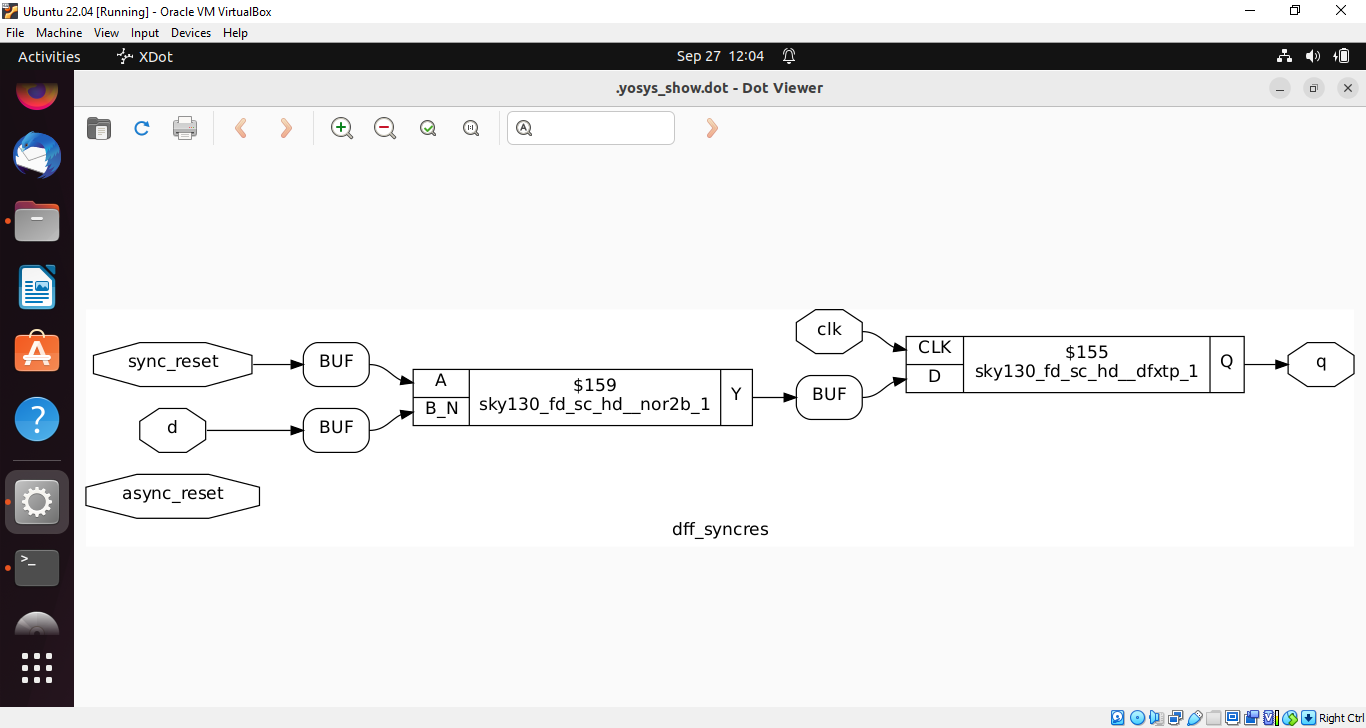 Ubuntu 22.04 [Running] - Oracle VM VirtualBox
File Machine View Input Devices Help
Activities XDot Sep 27 12:04
.yosys_show.dot - Dot Viewer
sync_reset
BUF
d
BUF
async_reset
A
B_N
$159
sky130_fd_sc_hd__nor2b_1
Y
clk
BUF
CLK
D
$155
sky130_fd_sc_hd__dfxtp_1
Q
q
dff_syncres
Right Ctrl